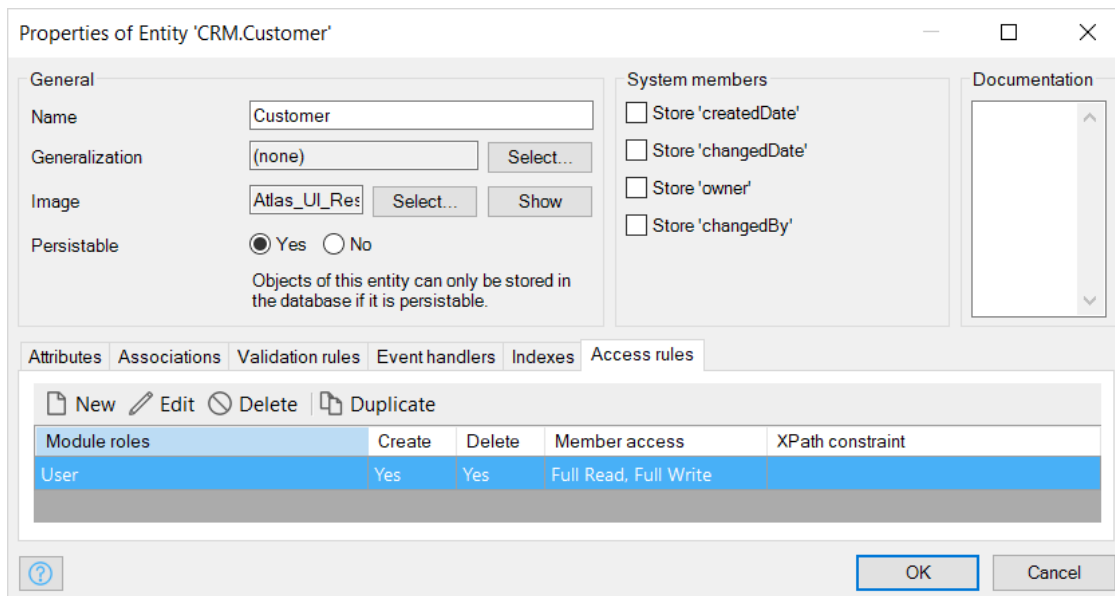 Properties of Entity 'CRM.Customer'
General
Name
Customer
Generalization
(none)
Select...
Image
Atlas_UI_Res
Select...
Show
Persistable
Yes
No
Objects of this entity can only be stored in
the database if it is persistable.
System members
Store 'createdDate'
Store 'changedDate'
Store 'owner'
Store 'changedBy'
Documentation
Attributes
Associations
Validation rules
Event handlers
Indexes
Access rules
New
Edit
Delete
Duplicate
Module roles
Create
Delete
Member access
XPath constraint
User
Yes
Yes
Full Read, Full Write
?
OK
Cancel